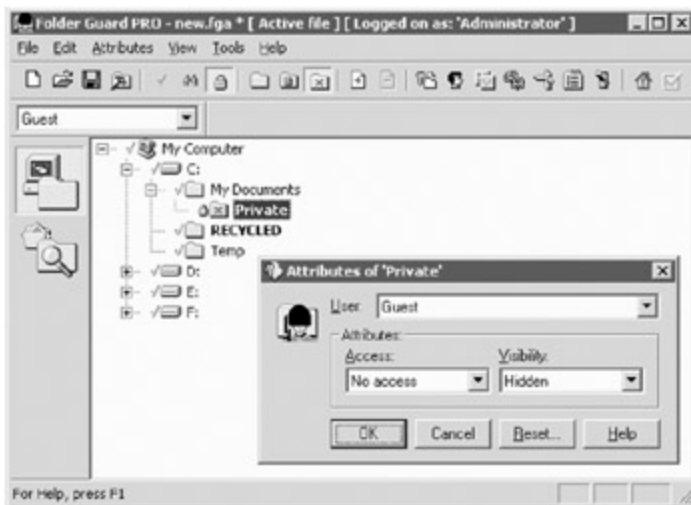 Folder Guard PRO - new.fga * [ Active file ] [ Logged on as: 'Administrator' ]
File Edit Attributes View Tools Help
Guest
My Computer
C:
My Documents
Private
RECYCLED
Temp
D:
E:
F:
Attributes of 'Private'
User: Guest
Attributes:
Access: Visibility:
No access Hidden
OK Cancel Reset... Help
For Help, press F1